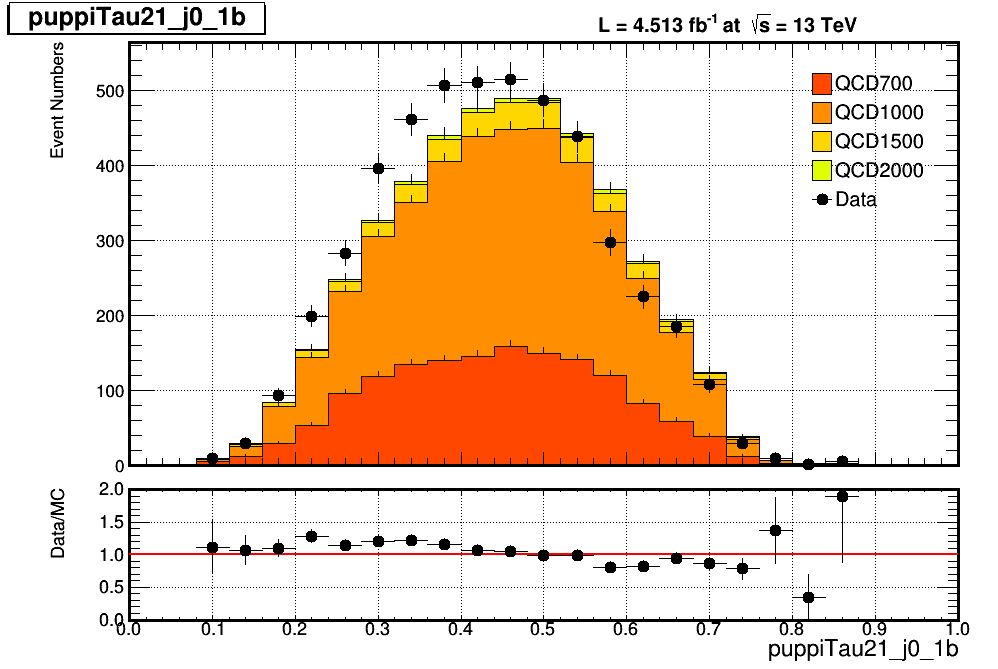 puppiTau21_j0_1b
L = 4.513 fb-1 at √s = 13 TeV
Event Numbers
500
400
300
200
100
0
QCD700
QCD1000
QCD1500
QCD2000
Data
Data/MC
2.0
1.5
1.0
0.5
0.0
0.0 0.1 0.2 0.3 0.4 0.5 0.6 0.7 0.8 0.9 1.0
puppiTau21_j0_1b